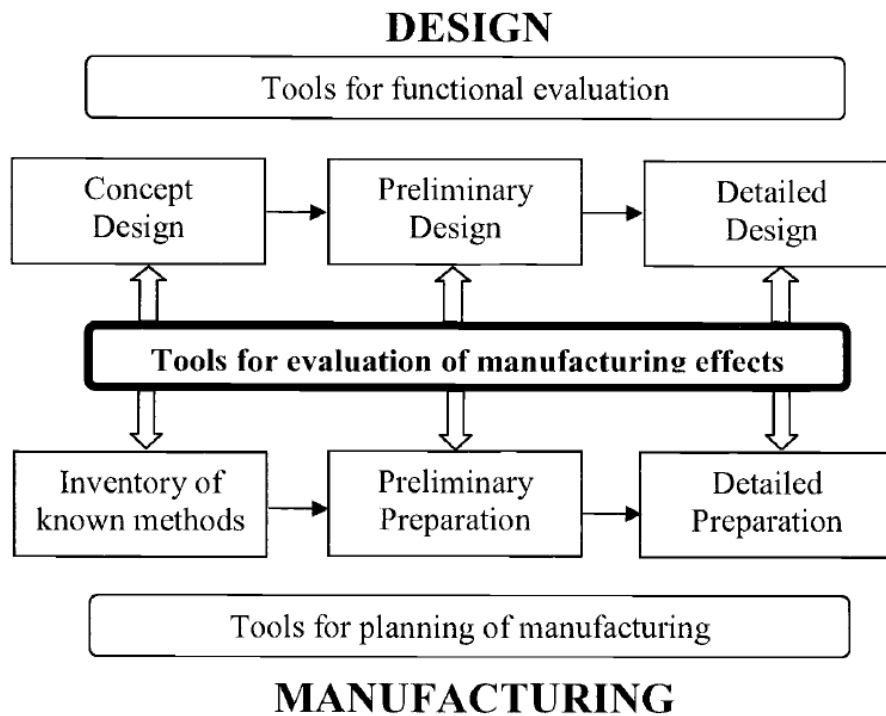 DESIGN
Tools for functional evaluation
Concept
Design
Preliminary
Design
Detailed
Design
Tools for evaluation of manufacturing effects
Inventory of
known methods
Preliminary
Preparation
Detailed
Preparation
Tools for planning of manufacturing
MANUFACTURING